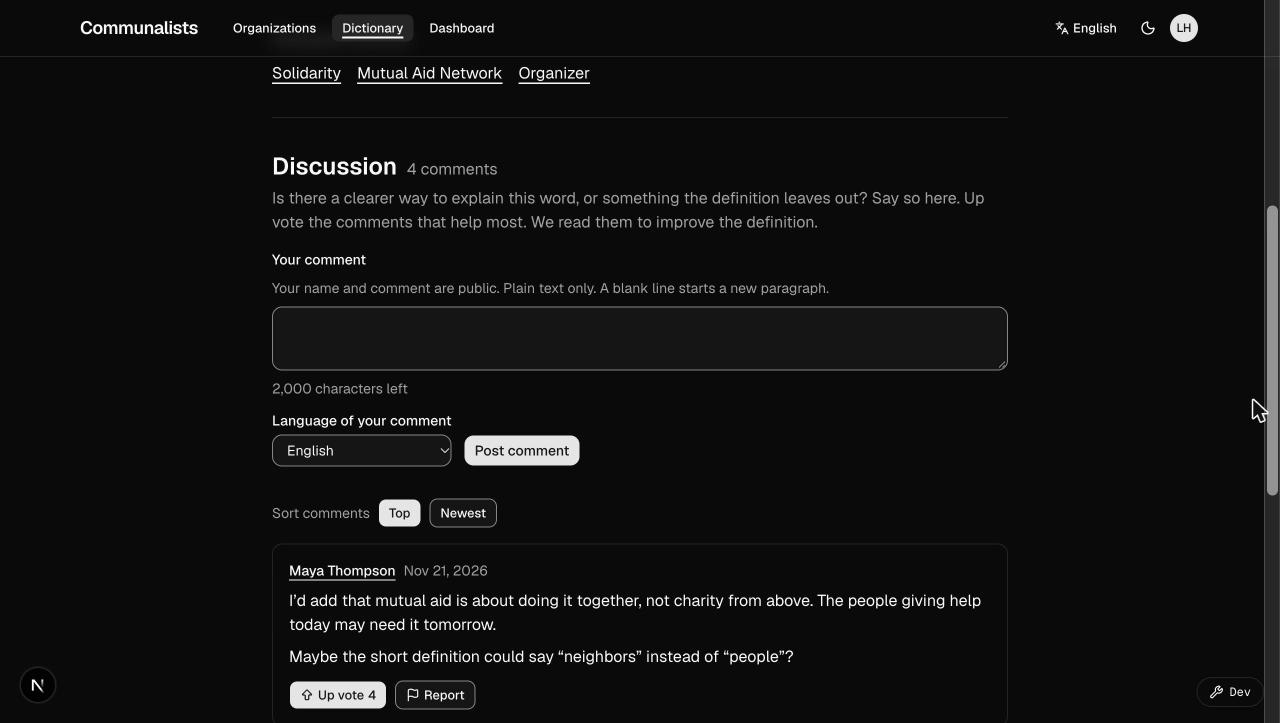 Communalists
Organizations
Dictionary
Dashboard
English
LH
Solidarity
Mutual Aid Network
Organizer
Discussion
4 comments
Is there a clearer way to explain this word, or something the definition leaves out? Say so here. Up
vote the comments that help most. We read them to improve the definition.
Your comment
Your name and comment are public. Plain text only. A blank line starts a new paragraph.
2,000 characters left
Language of your comment
English
Post comment
Sort comments
Top
Newest
Maya Thompson
Nov 21, 2026
I’d add that mutual aid is about doing it together, not charity from above. The people giving help
today may need it tomorrow.
Maybe the short definition could say “neighbors” instead of “people”?
Up vote 4
Report
N
Dev